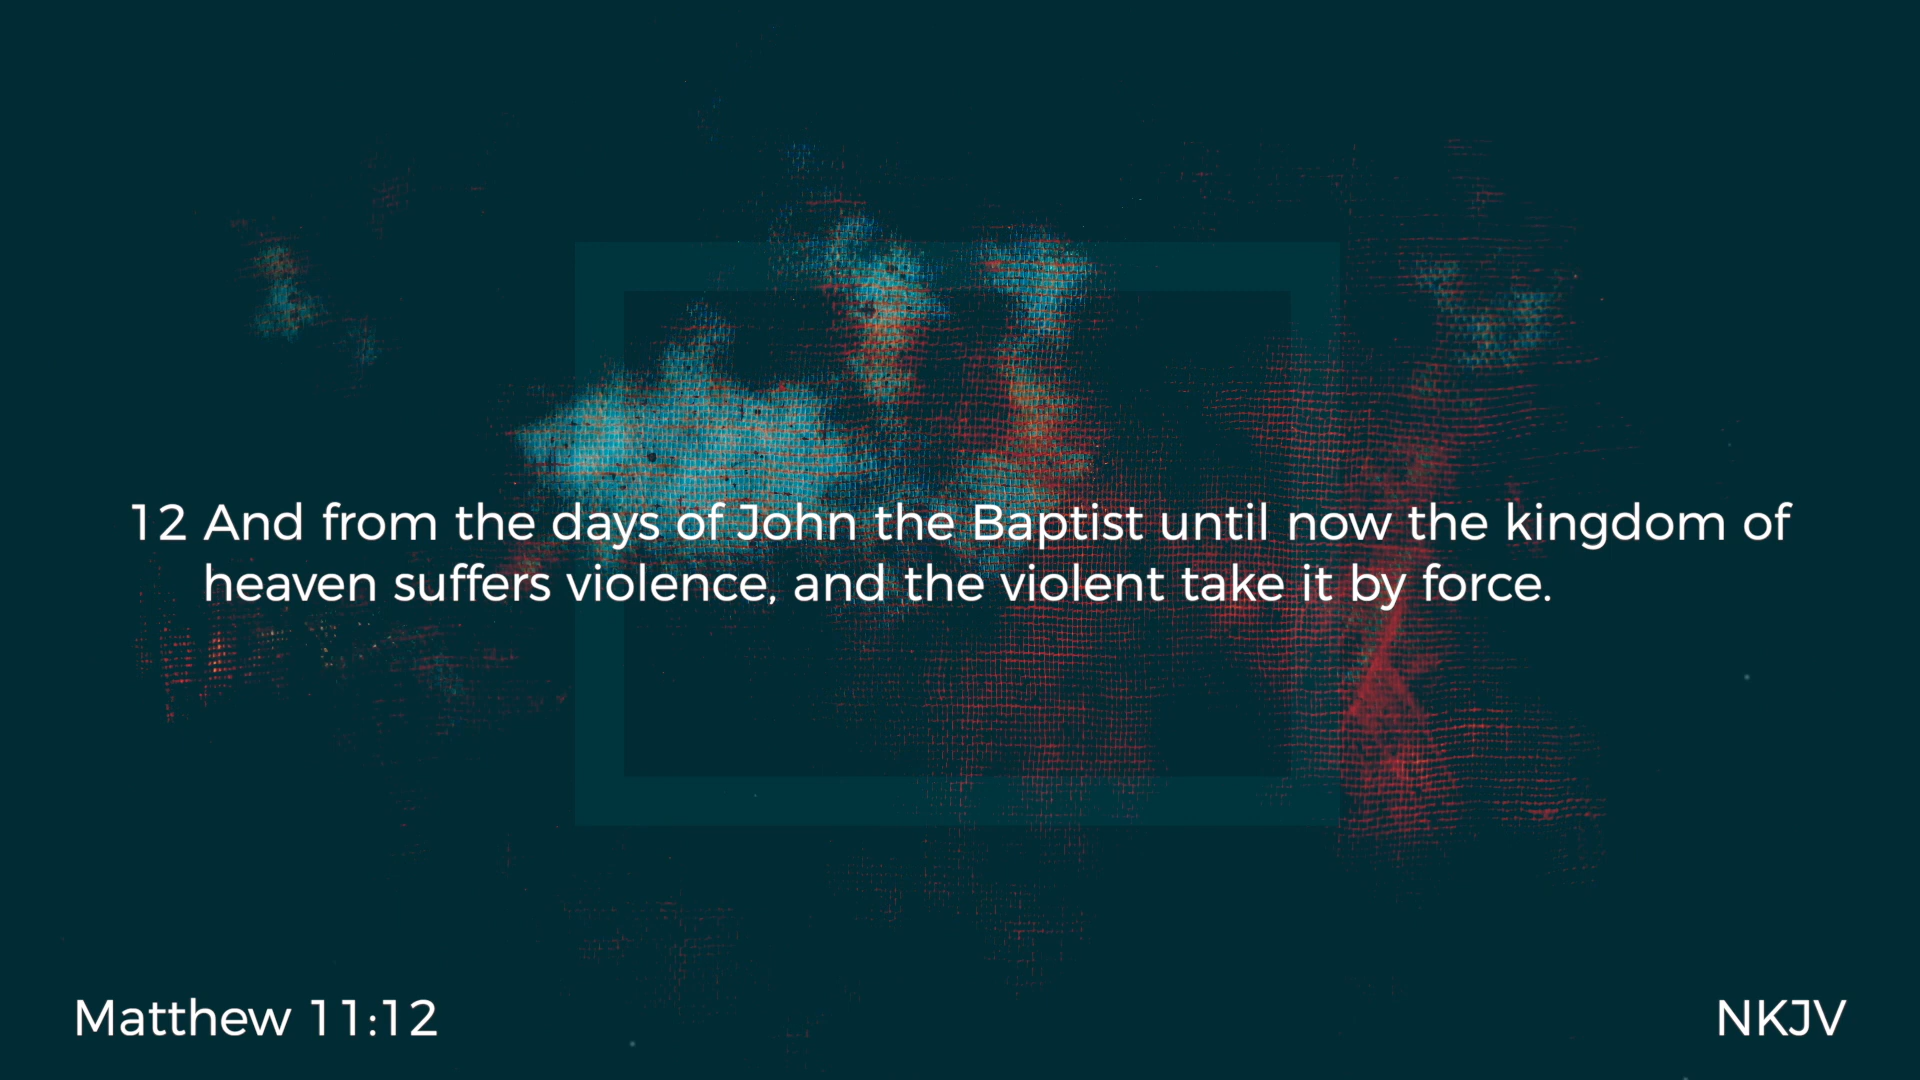 12 And from the days of John the Baptist until now the kingdom of
heaven suffers violence, and the violent take it by force.
Matthew 11:12
NKJV